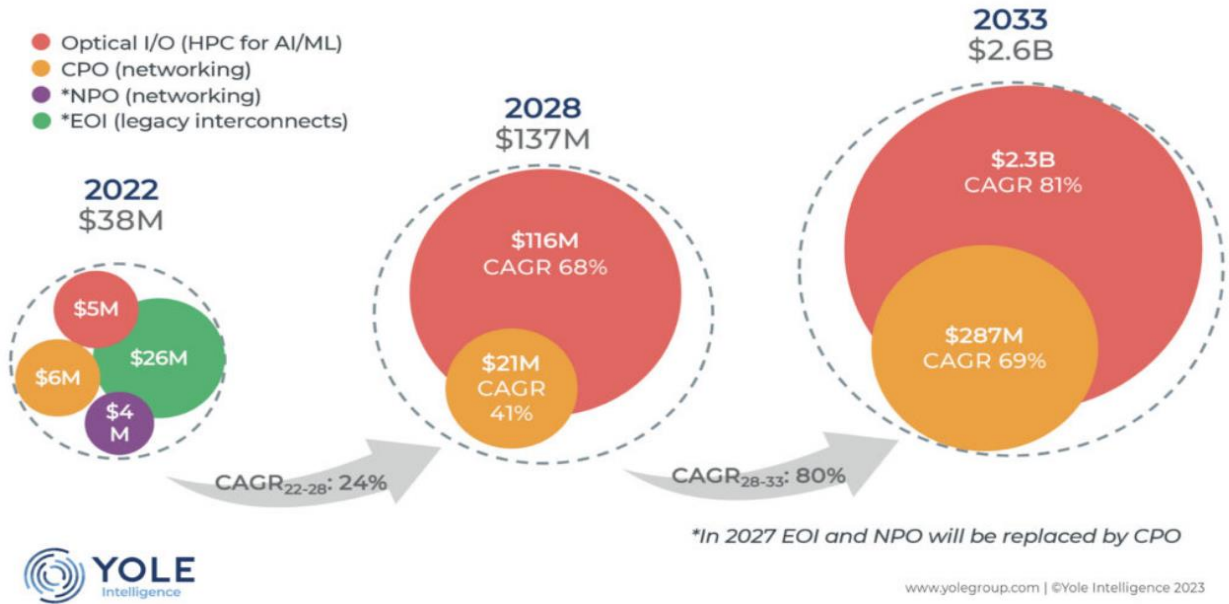 Optical I/O (HPC for AI/ML)
CPO (networking)
*NPO (networking)
*EOI (legacy interconnects)
2022
$38M
$5M
$26M
$6M
$4
M
2028
$137M
$116M
CAGR 68%
$21M
CAGR
41%
2033
$2.6B
$2.3B
CAGR 81%
$287M
CAGR 69%
CAGR22-28: 24%
CAGR28-33: 80%
*In 2027 EOI and NPO will be replaced by CPO
YOLE
Intelligence
www.yolegroup.com | ©Yole Intelligence 2023